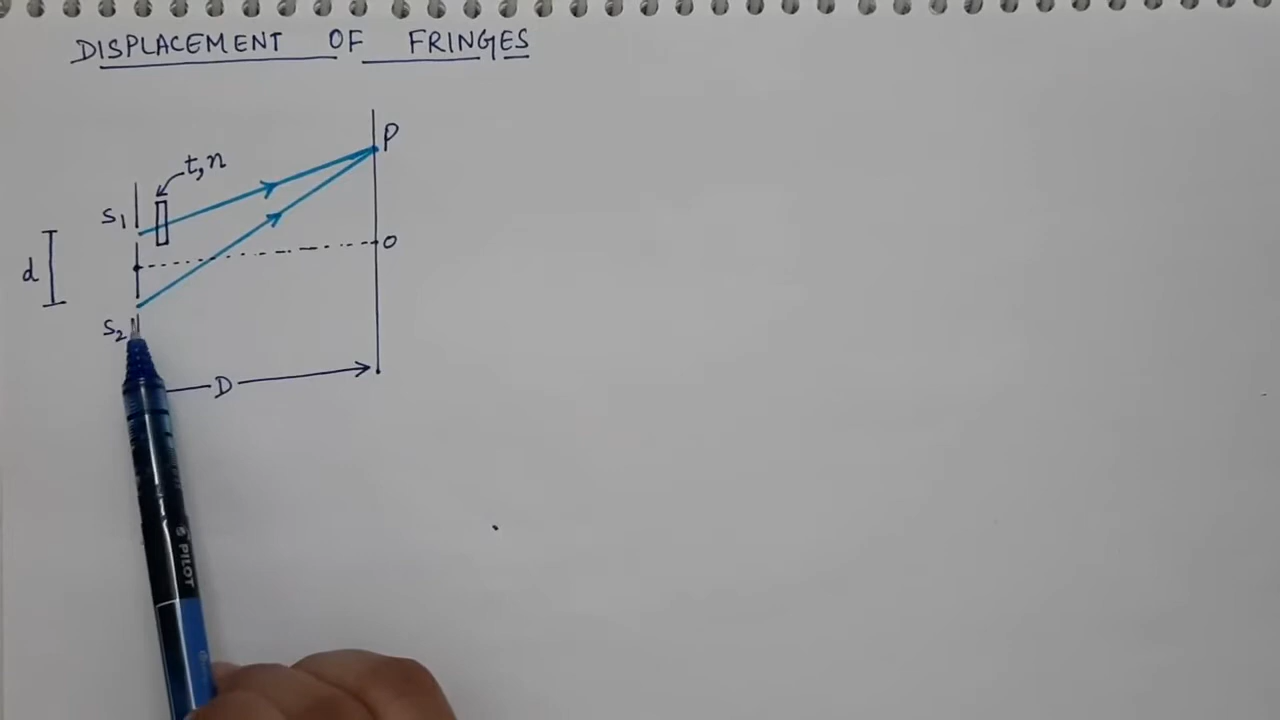 DISPLACEMENT OF FRINGES
P
t,n
S1
O
d
S2
D
PILOT